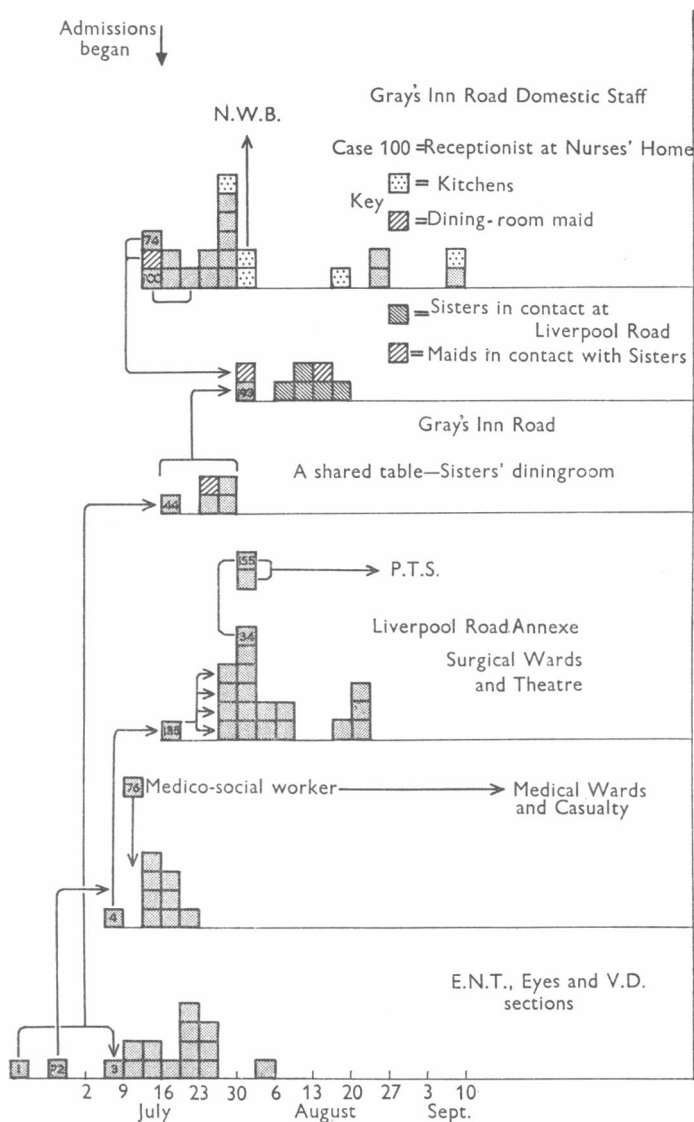 Admissions
began
Gray's Inn Road Domestic Staff
N.W.B.
Case 100 = Receptionist at Nurses' Home
= Kitchens
Key
= Dining-room maid
74
100
= Sisters in contact at
Liverpool Road
= Maids in contact with Sisters
Gray's Inn Road
A shared table—Sisters' diningroom
44
P.T.S.
34
Liverpool Road Annexe
Surgical Wards
and Theatre
76
Medico-social worker
Medical Wards
and Casualty
4
E.N.T., Eyes and V.D.
sections
1
72
3
2 9 16 23 30 6 13 20 27 3 10
July August Sept.